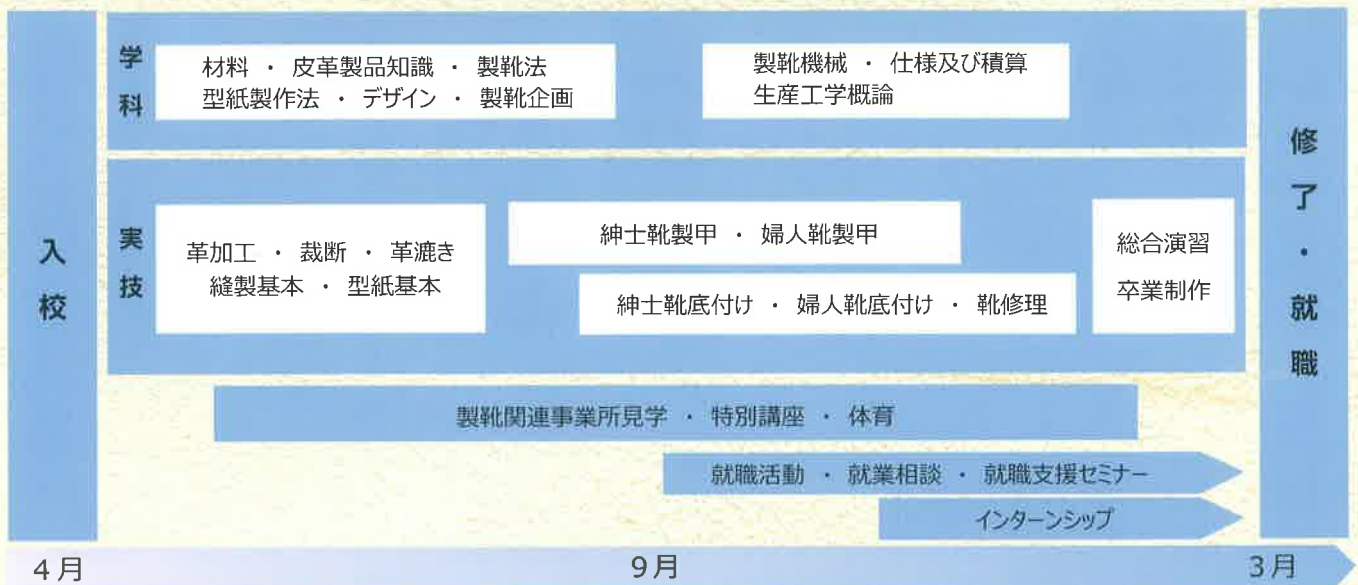 入校
学科
材料 ・ 皮革製品知識 ・ 製靴法
型紙製作法 ・ デザイン ・ 製靴企画
製靴機械 ・ 仕様及び積算
生産工学概論
実技
革加工 ・ 裁断 ・ 革漉き
縫製基本 ・ 型紙基本
紳士靴製甲 ・ 婦人靴製甲
紳士靴底付け ・ 婦人靴底付け ・ 靴修理
総合演習
卒業制作
製靴関連事業所見学 ・ 特別講座 ・ 体育
就職活動 ・ 就業相談 ・ 就職支援セミナー
インターンシップ
修了・就職
4月
9月
3月